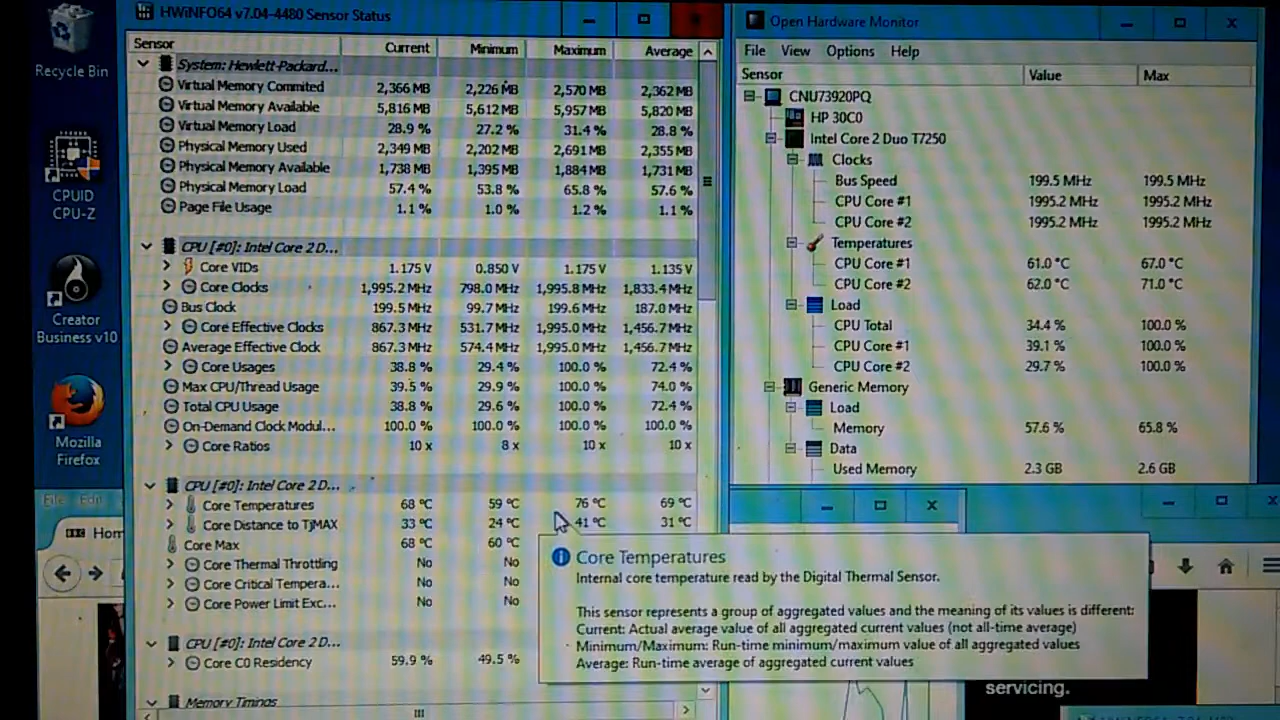 Recycle Bin
CPUID
CPU-Z
Creator
Business v10
Mozilla
Firefox
File Edit
Hom
HWiNFO64 v7.04-4480 Sensor Status
Sensor Current Minimum Maximum Average
System: Hewlett-Packard...
Virtual Memory Commited 2,366 MB 2,226 MB 2,570 MB 2,362 MB
Virtual Memory Available 5,816 MB 5,612 MB 5,957 MB 5,820 MB
Virtual Memory Load 28.9 % 27.2 % 31.4 % 28.8 %
Physical Memory Used 2,349 MB 2,202 MB 2,691 MB 2,355 MB
Physical Memory Available 1,738 MB 1,395 MB 1,884 MB 1,731 MB
Physical Memory Load 57.4 % 53.8 % 65.8 % 57.6 %
Page File Usage 1.1 % 1.0 % 1.2 % 1.1 %
CPU [#0]: Intel Core 2 D...
Core VIDs 1.175 V 0.850 V 1.175 V 1.135 V
Core Clocks 1,995.2 MHz 798.0 MHz 1,995.8 MHz 1,833.4 MHz
Bus Clock 199.5 MHz 99.7 MHz 199.6 MHz 187.0 MHz
Core Effective Clocks 867.3 MHz 531.7 MHz 1,995.0 MHz 1,456.7 MHz
Average Effective Clock 867.3 MHz 574.4 MHz 1,995.0 MHz 1,456.7 MHz
Core Usages 38.8 % 29.4 % 100.0 % 72.4 %
Max CPU/Thread Usage 39.5 % 29.9 % 100.0 % 74.0 %
Total CPU Usage 38.8 % 29.6 % 100.0 % 72.4 %
On-Demand Clock Modul... 100.0 % 100.0 % 100.0 % 100.0 %
Core Ratios 10 x 8 x 10 x 10 x
CPU [#0]: Intel Core 2 D...
Core Temperatures 68 °C 59 °C 76 °C 69 °C
Core Distance to TjMAX 33 °C 24 °C 41 °C 31 °C
Core Max 68 °C 60 °C
Core Thermal Throttling No No
Core Critical Tempera... No No
Core Power Limit Exc... No No
CPU [#0]: Intel Core 2 D...
Core C0 Residency 59.9 % 49.5 %
Memory Timings
Open Hardware Monitor
File View Options Help
Sensor Value Max
CNU73920PQ
HP 30C0
Intel Core 2 Duo T7250
Clocks
Bus Speed 199.5 MHz 199.5 MHz
CPU Core #1 1995.2 MHz 1995.2 MHz
CPU Core #2 1995.2 MHz 1995.2 MHz
Temperatures
CPU Core #1 61.0 °C 67.0 °C
CPU Core #2 62.0 °C 71.0 °C
Load
CPU Total 34.4 % 100.0 %
CPU Core #1 39.1 % 100.0 %
CPU Core #2 29.7 % 100.0 %
Generic Memory
Load
Memory 57.6 % 65.8 %
Data
Used Memory 2.3 GB 2.6 GB
Core Temperatures
Internal core temperature read by the Digital Thermal Sensor.
This sensor represents a group of aggregated values and the meaning of its values is different:
Current: Actual average value of all aggregated current values (not all-time average)
Minimum/Maximum: Run-time minimum/maximum value of all aggregated values
Average: Run-time average of aggregated current values
servicing.